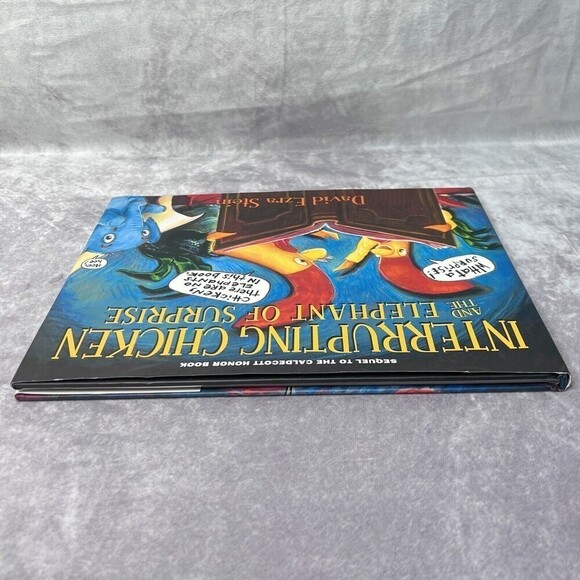 SEQUEL TO THE CALDECOTT HONOR BOOK
INTERRUPTING CHICKEN
AND THE
ELEPHANT OF SURPRISE
CHICKEN,
there are no
ELEPHANTS
IN this book.
What a
SURPRISE!
David Ezra Stein